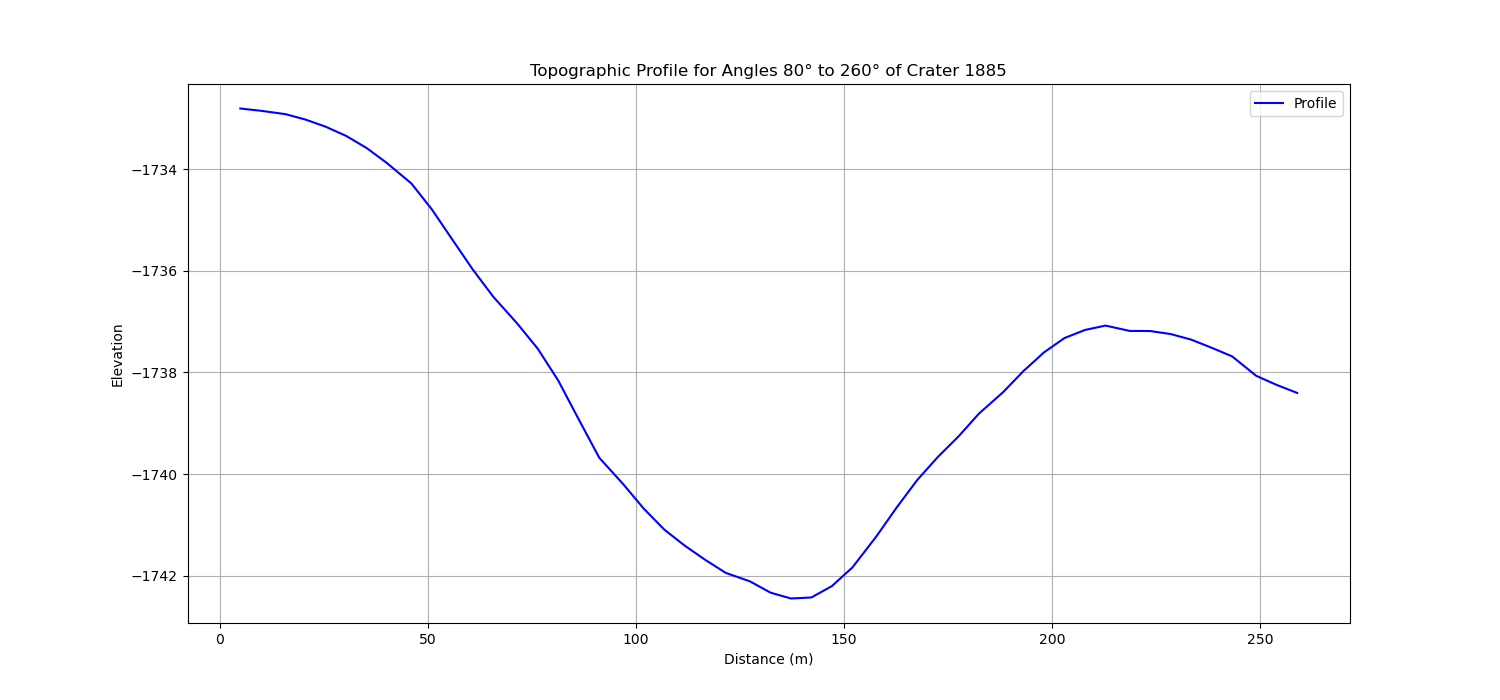 Topographic Profile for Angles 80° to 260° of Crater 1885
Profile
−1734
−1736
−1738
−1740
−1742
Elevation
0 50 100 150 200 250
Distance (m)